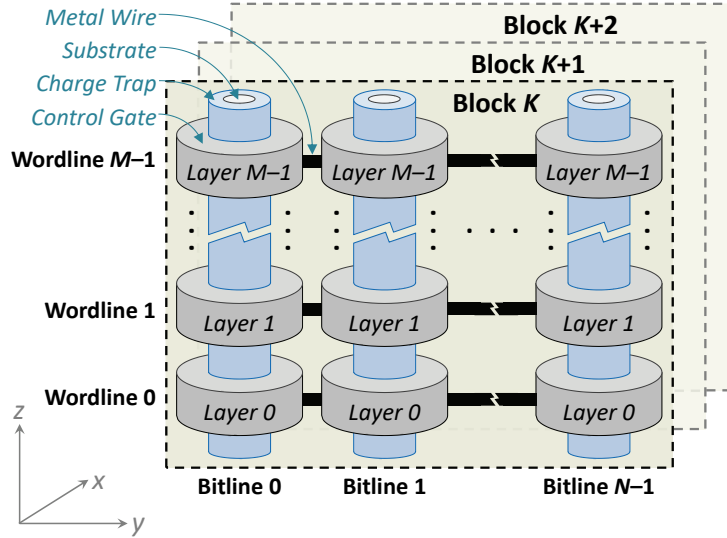 Metal Wire
Substrate
Charge Trap
Control Gate
Block K+2
Block K+1
Block K
Wordline M–1
Layer M–1
Layer M–1
Layer M–1
Wordline 1
Layer 1
Layer 1
Layer 1
Wordline 0
Layer 0
Layer 0
Layer 0
z
x
y
Bitline 0
Bitline 1
Bitline N–1